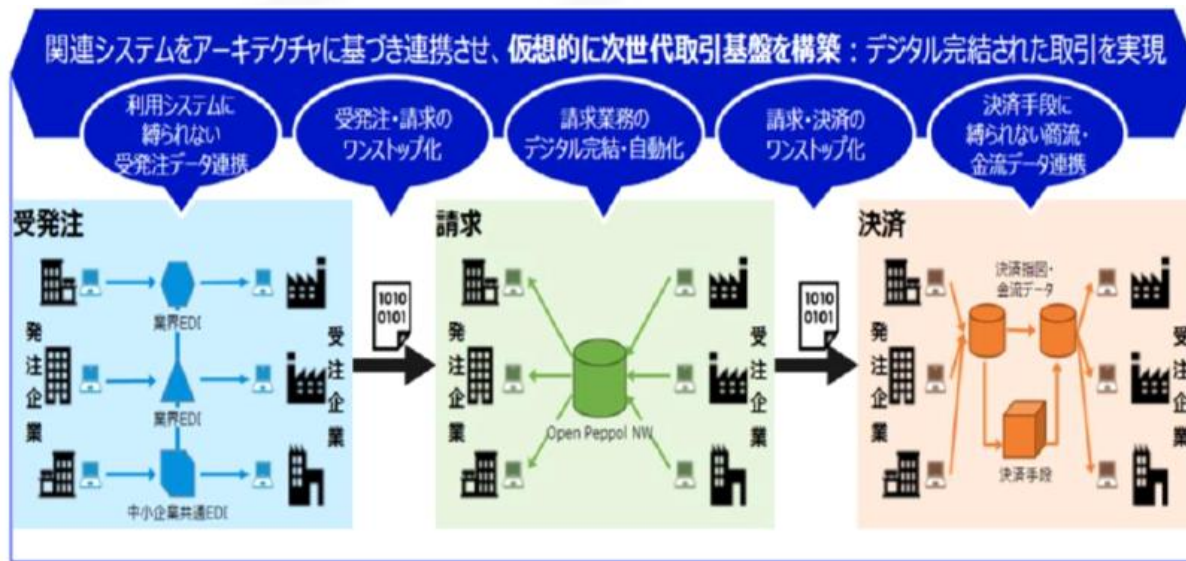 関連システムをアーキテクチャに基づき連携させ、仮想的に次世代取引基盤を構築：デジタル完結された取引を実現
利用システムに
縛られない
受発注データ連携
受発注・請求の
ワンストップ化
請求業務の
デジタル完結・自動化
請求・決済の
ワンストップ化
決済手段に
縛られない商流・
金流データ連携
受発注
発注企業
業界EDI
業界EDI
中小企業共通EDI
受注企業
1010
0101
請求
発注企業
Open Peppol NW
受注企業
1010
0101
決済
発注企業
決済指図・
金流データ
決済手段
受注企業